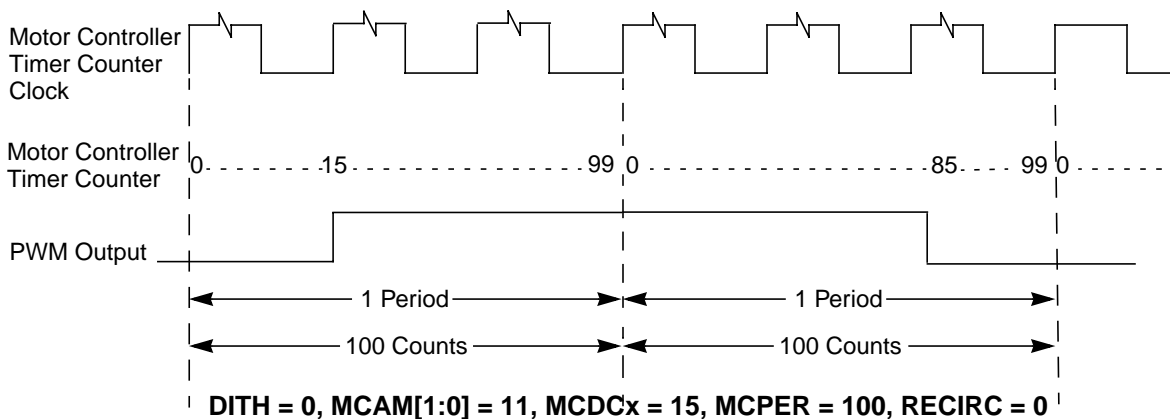 Motor Controller
Timer Counter
Clock
Motor Controller
Timer Counter
0 15 99 0 85 99 0
PWM Output
1 Period 1 Period
100 Counts 100 Counts
DITH = 0, MCAM[1:0] = 11, MCDCx = 15, MCPER = 100, RECIRC = 0